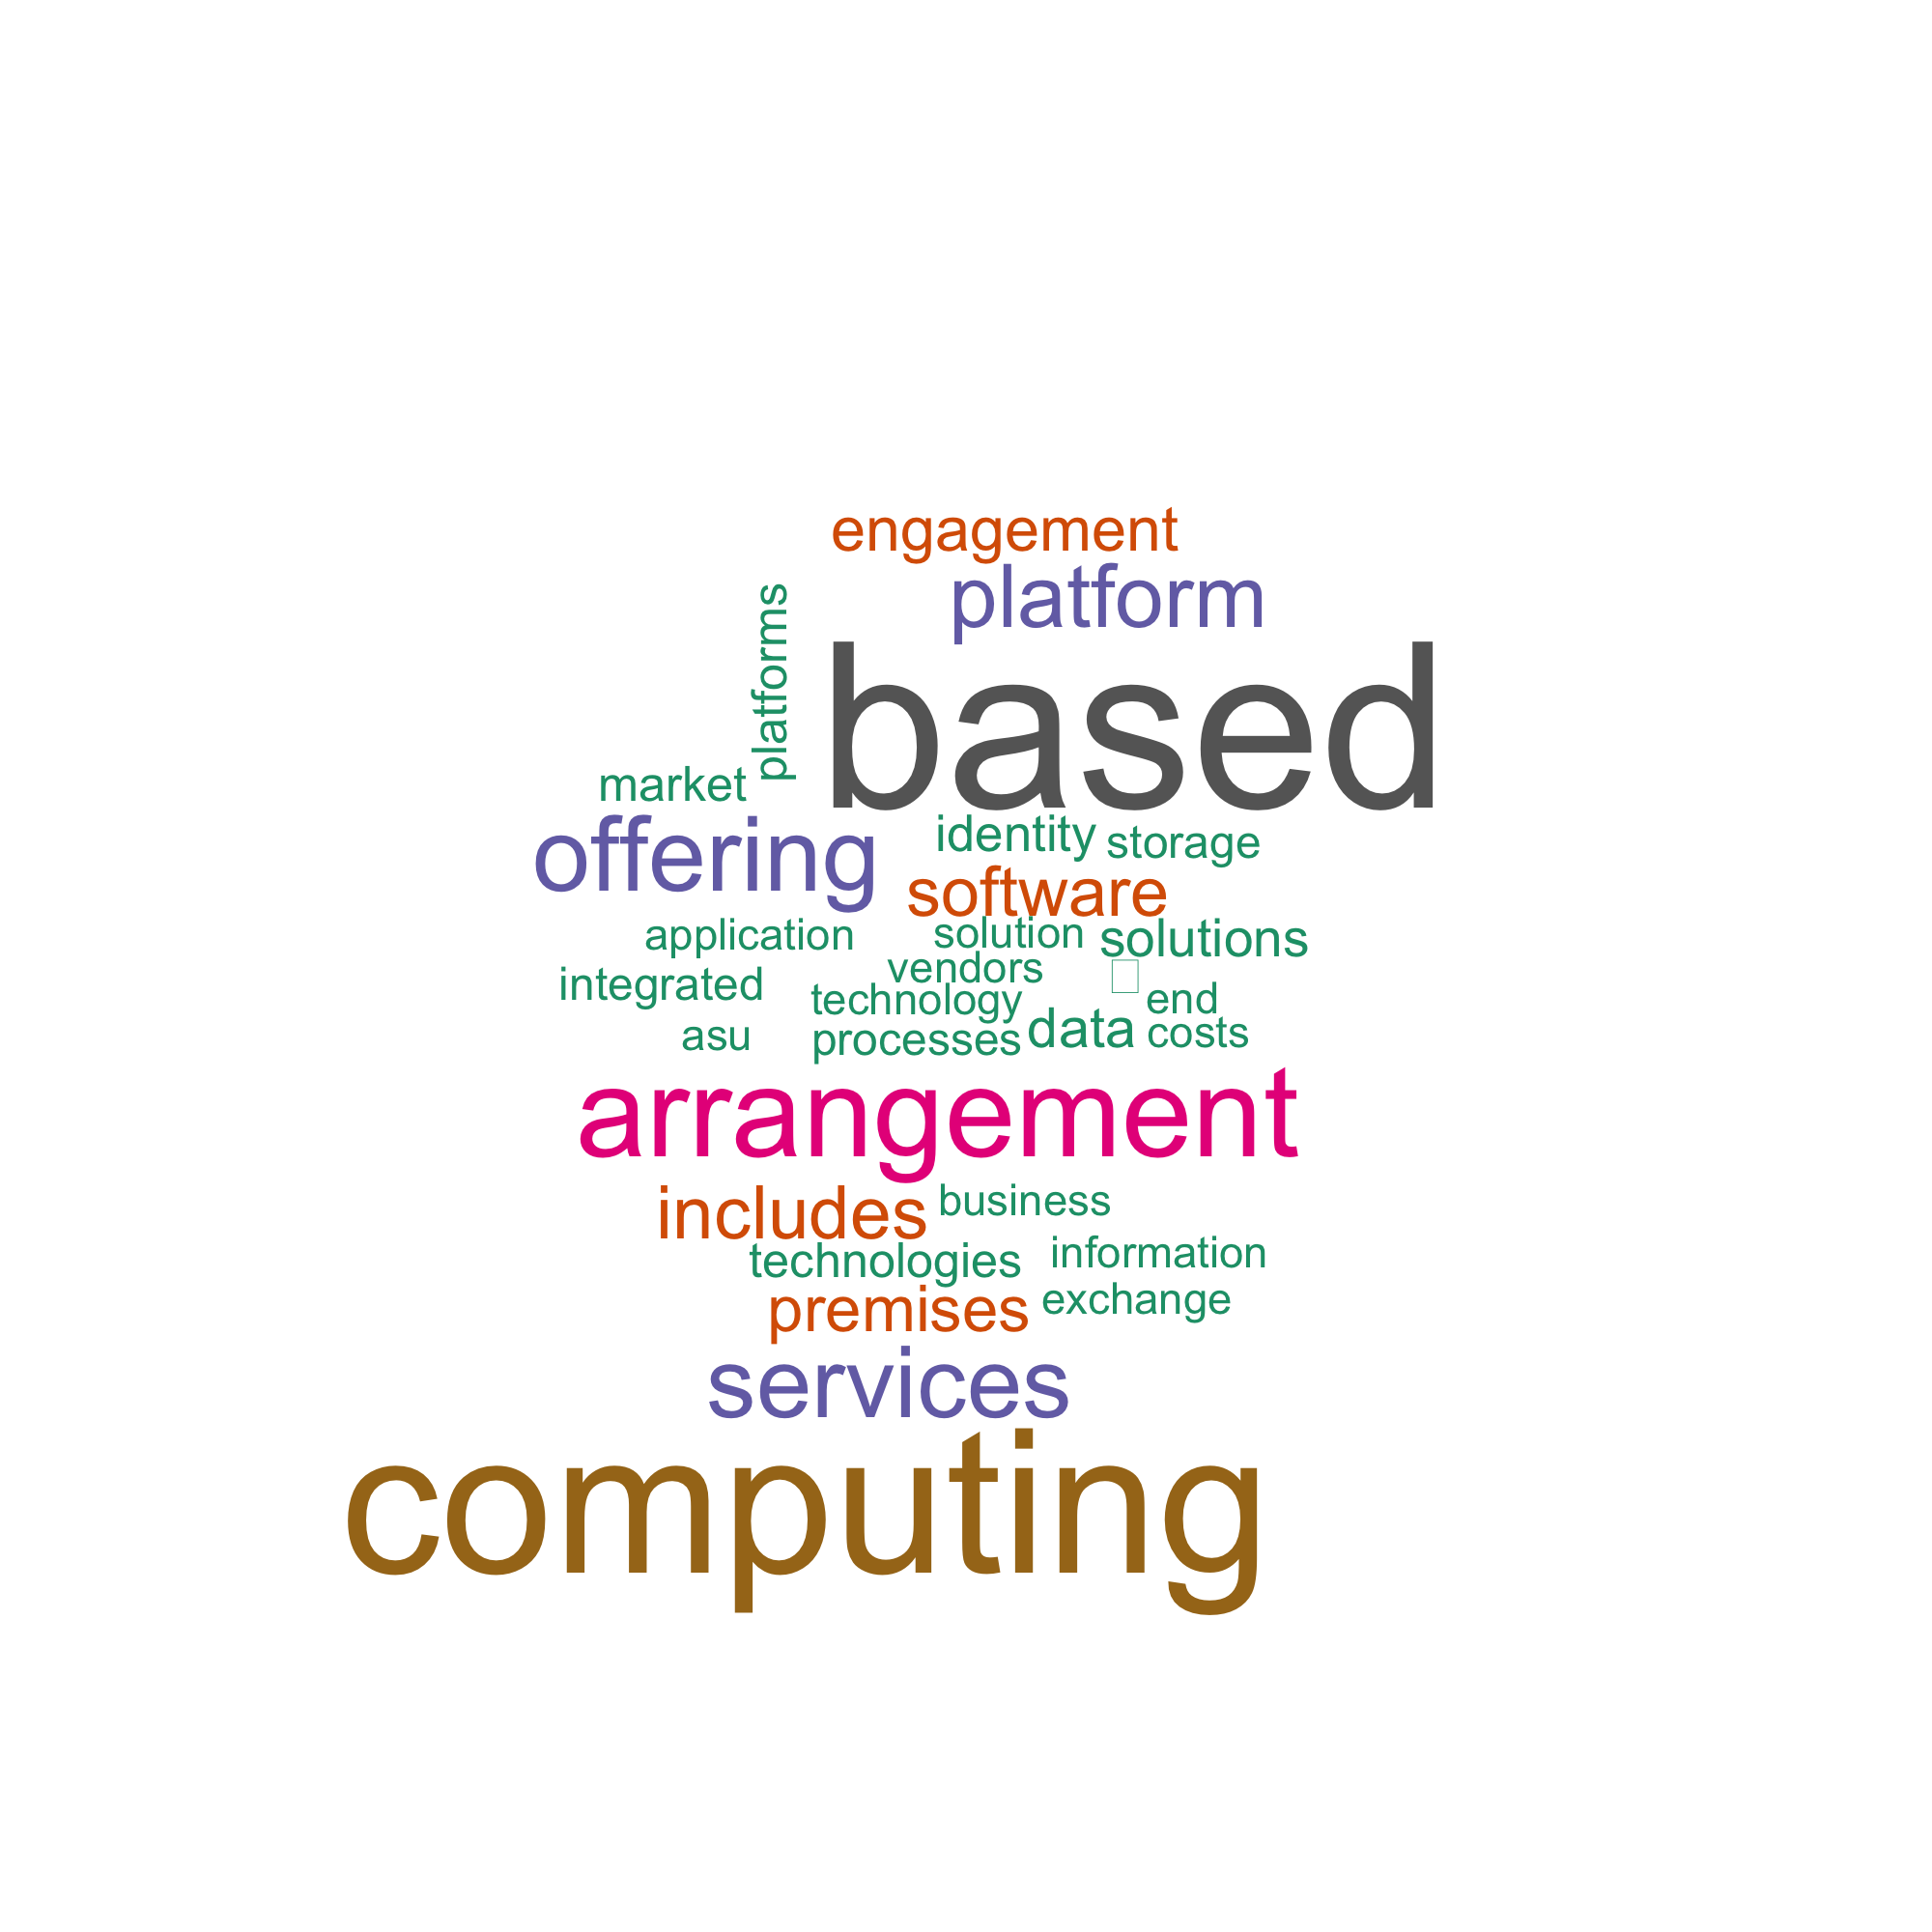 engagement
platform
platforms
based
market
offering
identity storage
software
application solution solutions
integrated vendors
technology end
asu processes data costs
arrangement
includes business
technologies information
premises exchange
services
computing